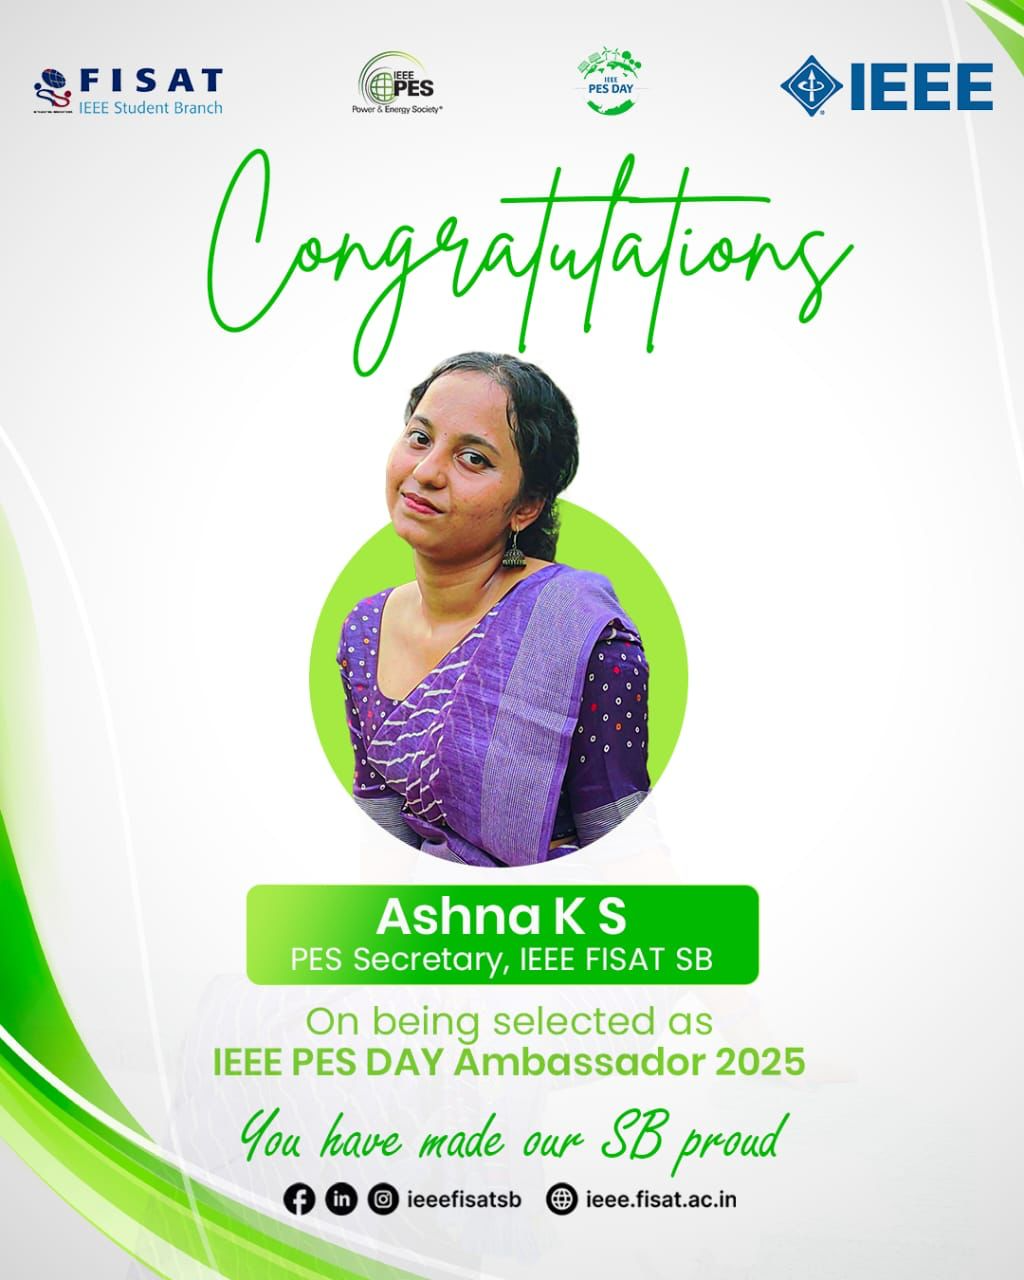 FISAT
IEEE Student Branch
IEEE
PES
Power & Energy Society®
IEEE
PES DAY
IEEE
Congratulations
Ashna K S
PES Secretary, IEEE FISAT SB
On being selected as
IEEE PES DAY Ambassador 2025
You have made our SB proud
ieeefisatsb ieee.fisat.ac.in